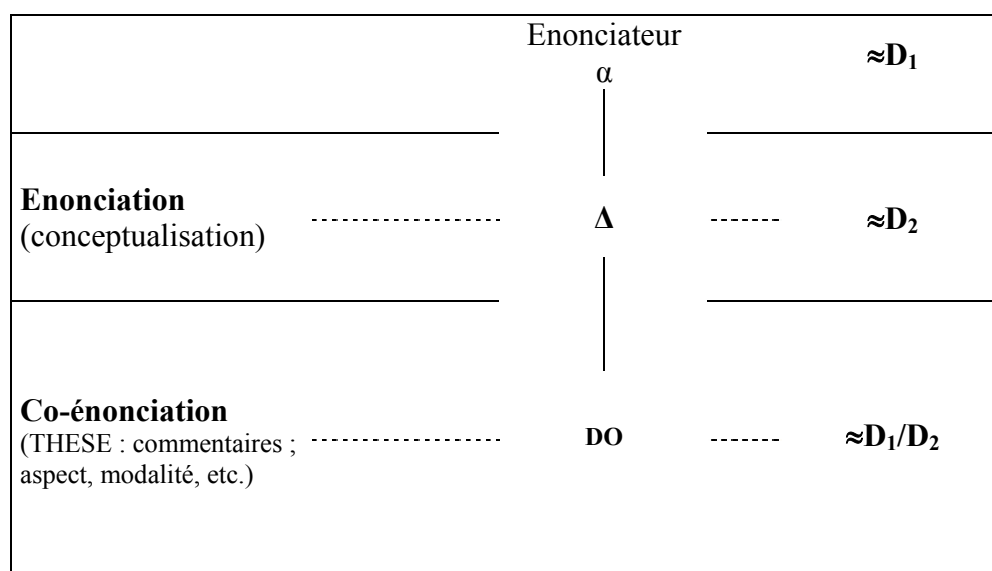 Enonciateur
α
≈D₁
Enonciation
(conceptualisation)
Δ
≈D₂
Co-énonciation
(THESE : commentaires ;
aspect, modalité, etc.)
DO
≈D₁/D₂